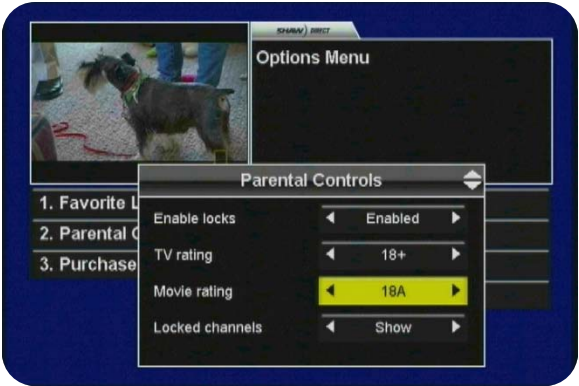 SHAW) DIRECT
Options Menu
Parental Controls
1. Favorite L
2. Parental C
3. Purchase
Enable locks Enabled
TV rating 18+
Movie rating 18A
Locked channels Show